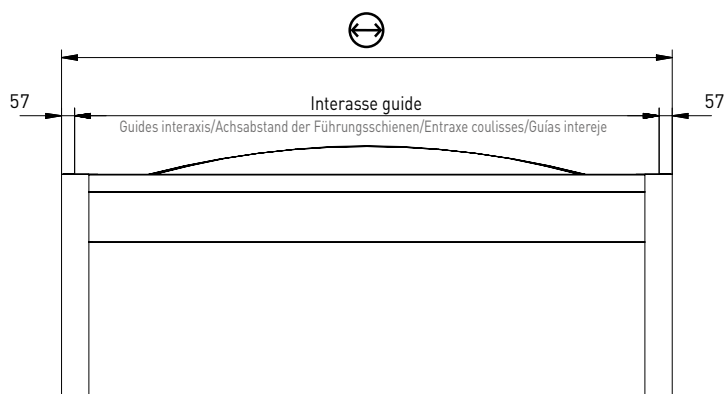 57
Interasse guide
57
Guides interaxis/Achsabstand der Führungsschienen/Entraxe coulisses/Guías intereje